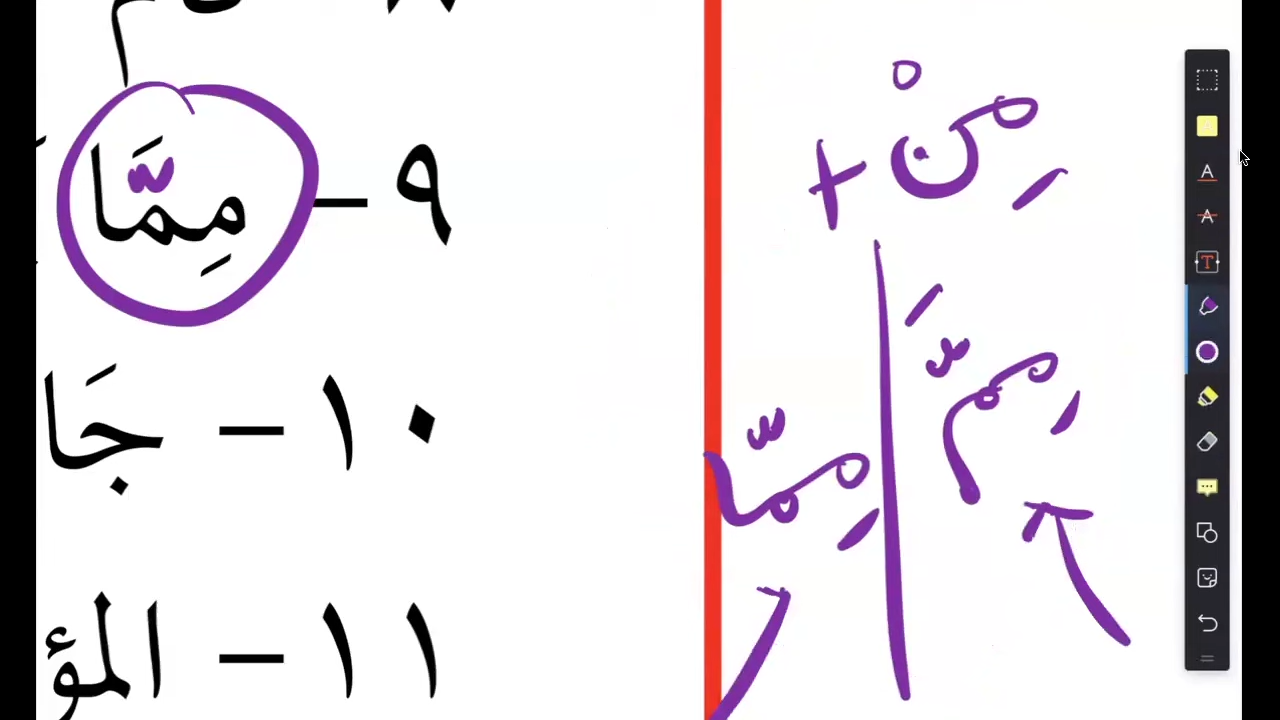 ٩ – مِمَّا
١٠ – جَا
١١ – المؤ
مِنْ +
مِمَّ
مِمّا